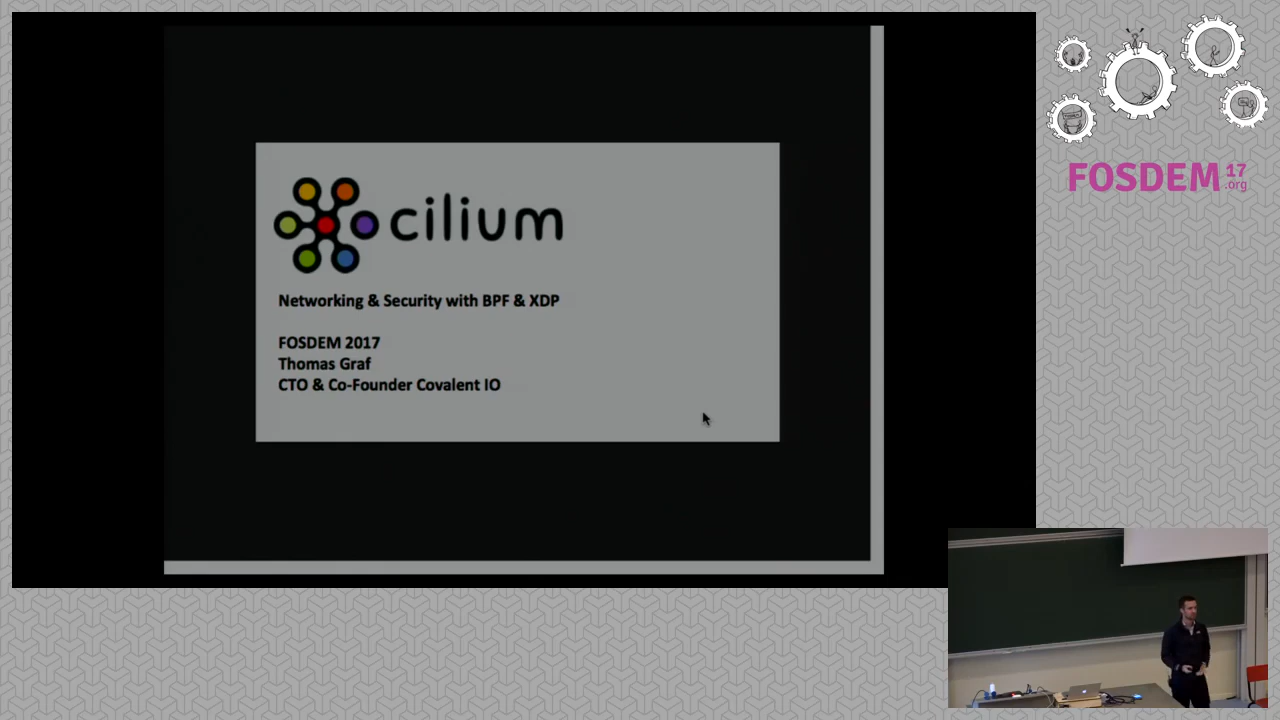 cilium
Networking & Security with BPF & XDP
FOSDEM 2017
Thomas Graf
CTO & Co-Founder Covalent IO
FOSDEM 17
.org